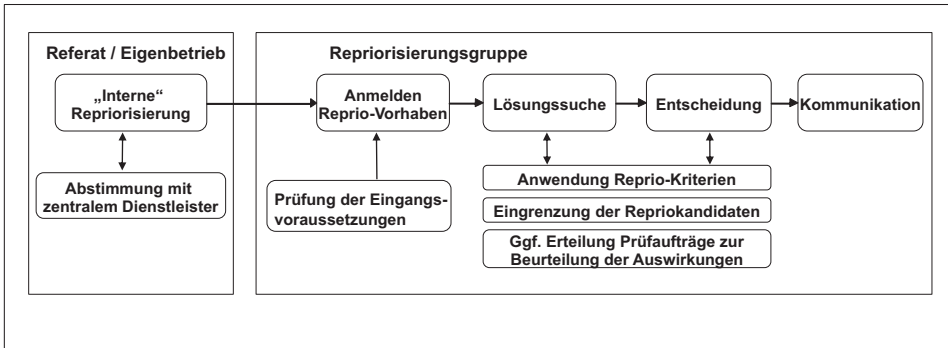 Referat / Eigenbetrieb
„Interne“
Repriorisierung
Abstimmung mit
zentralem Dienstleister
Repriorisierungsgruppe
Anmelden
Reprio-Vorhaben
Lösungssuche
Entscheidung
Kommunikation
Prüfung der Eingangs-
voraussetzungen
Anwendung Reprio-Kriterien
Eingrenzung der Repriokandidaten
Ggf. Erteilung Prüfaufträge zur
Beurteilung der Auswirkungen